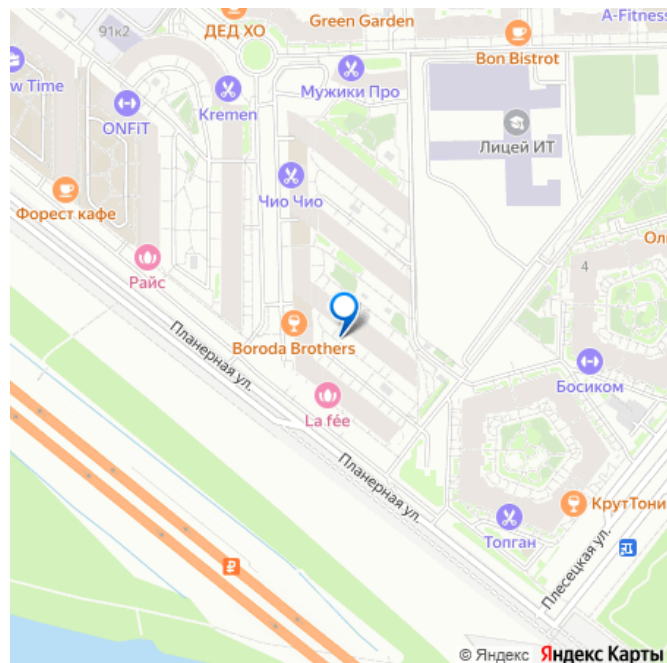 Green Garden
A-Fitness
ДЕД ХО
91к2
Bon Bistrot
w Time
Мужики Про
ONFiT
Kremen
Лицей ИТ
Чио Чио
Форест кафе
Ол
4
Райс
Планерная ул.
Boroda Brothers
Босиком
La fée
Планерная ул.
КрутТони
Топган
Плесецкая ул.
© Яндекс Яндекс Карты